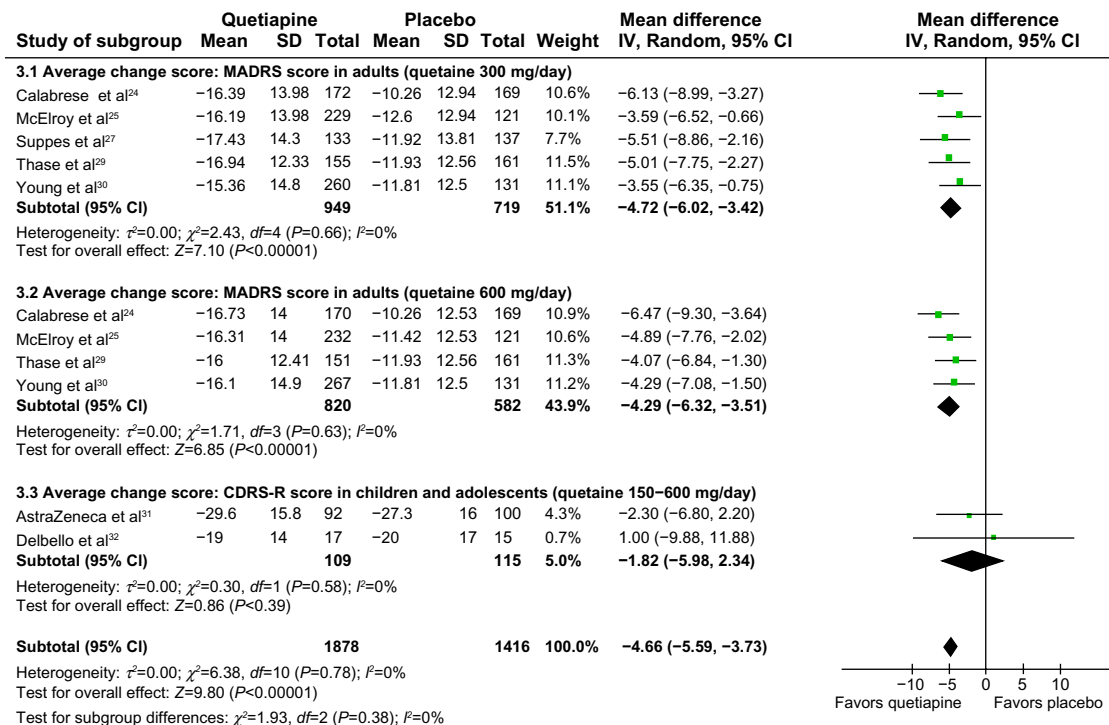 Quetiapine Placebo Mean difference Mean difference
Study of subgroup Mean SD Total Mean SD Total Weight IV, Random, 95% CI IV, Random, 95% CI
3.1 Average change score: MADRS score in adults (quetaine 300 mg/day)
Calabrese et al²⁴ −16.39 13.98 172 −10.26 12.94 169 10.6% −6.13 (−8.99, −3.27)
McElroy et al²⁵ −16.19 13.98 229 −12.6 12.94 121 10.1% −3.59 (−6.52, −0.66)
Suppes et al²⁷ −17.43 14.3 133 −11.92 13.81 137 7.7% −5.51 (−8.86, −2.16)
Thase et al²⁹ −16.94 12.33 155 −11.93 12.56 161 11.5% −5.01 (−7.75, −2.27)
Young et al³⁰ −15.36 14.8 260 −11.81 12.5 131 11.1% −3.55 (−6.35, −0.75)
Subtotal (95% CI) 949 719 51.1% −4.72 (−6.02, −3.42)
Heterogeneity: τ²=0.00; χ²=2.43, df=4 (P=0.66); I²=0%
Test for overall effect: Z=7.10 (P<0.00001)
3.2 Average change score: MADRS score in adults (quetaine 600 mg/day)
Calabrese et al²⁴ −16.73 14 170 −10.26 12.53 169 10.9% −6.47 (−9.30, −3.64)
McElroy et al²⁵ −16.31 14 232 −11.42 12.53 121 10.6% −4.89 (−7.76, −2.02)
Thase et al²⁹ −16 12.41 151 −11.93 12.56 161 11.3% −4.07 (−6.84, −1.30)
Young et al³⁰ −16.1 14.9 267 −11.81 12.5 131 11.2% −4.29 (−7.08, −1.50)
Subtotal (95% CI) 820 582 43.9% −4.29 (−6.32, −3.51)
Heterogeneity: τ²=0.00; χ²=1.71, df=3 (P=0.63); I²=0%
Test for overall effect: Z=6.85 (P<0.00001)
3.3 Average change score: CDRS-R score in children and adolescents (quetaine 150−600 mg/day)
AstraZeneca et al³¹ −29.6 15.8 92 −27.3 16 100 4.3% −2.30 (−6.80, 2.20)
Delbello et al³² −19 14 17 −20 17 15 0.7% 1.00 (−9.88, 11.88)
Subtotal (95% CI) 109 115 5.0% −1.82 (−5.98, 2.34)
Heterogeneity: τ²=0.00; χ²=0.30, df=1 (P=0.58); I²=0%
Test for overall effect: Z=0.86 (P<0.39)
Subtotal (95% CI) 1878 1416 100.0% −4.66 (−5.59, −3.73)
Heterogeneity: τ²=0.00; χ²=6.38, df=10 (P=0.78); I²=0%
Test for overall effect: Z=9.80 (P<0.00001)
Test for subgroup differences: χ²=1.93, df=2 (P=0.38); I²=0%
−10 −5 0 5 10
Favors quetiapine Favors placebo